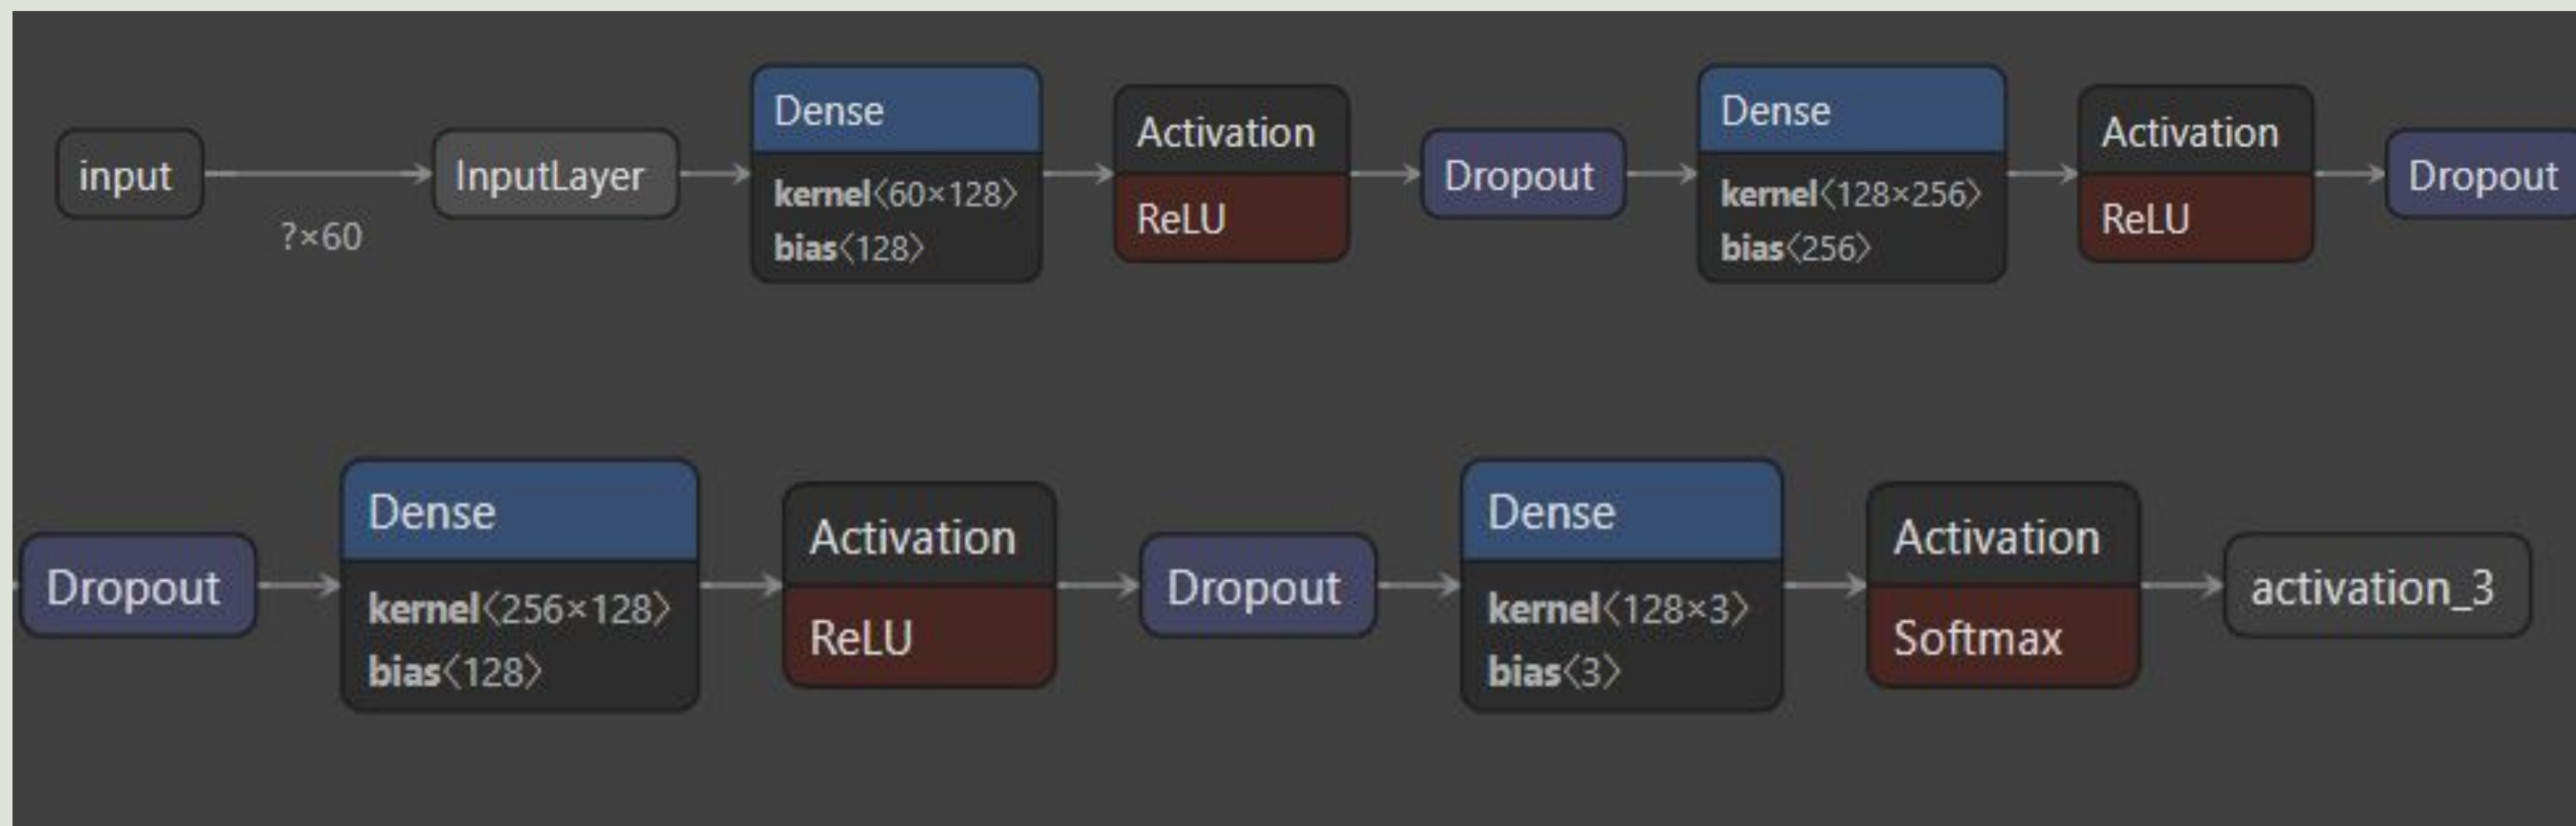 input
?×60
InputLayer
Dense
kernel〈60×128〉
bias〈128〉
Activation
ReLU
Dropout
Dense
kernel〈128×256〉
bias〈256〉
Activation
ReLU
Dropout
Dropout
Dense
kernel〈256×128〉
bias〈128〉
Activation
ReLU
Dropout
Dense
kernel〈128×3〉
bias〈3〉
Activation
Softmax
activation_3